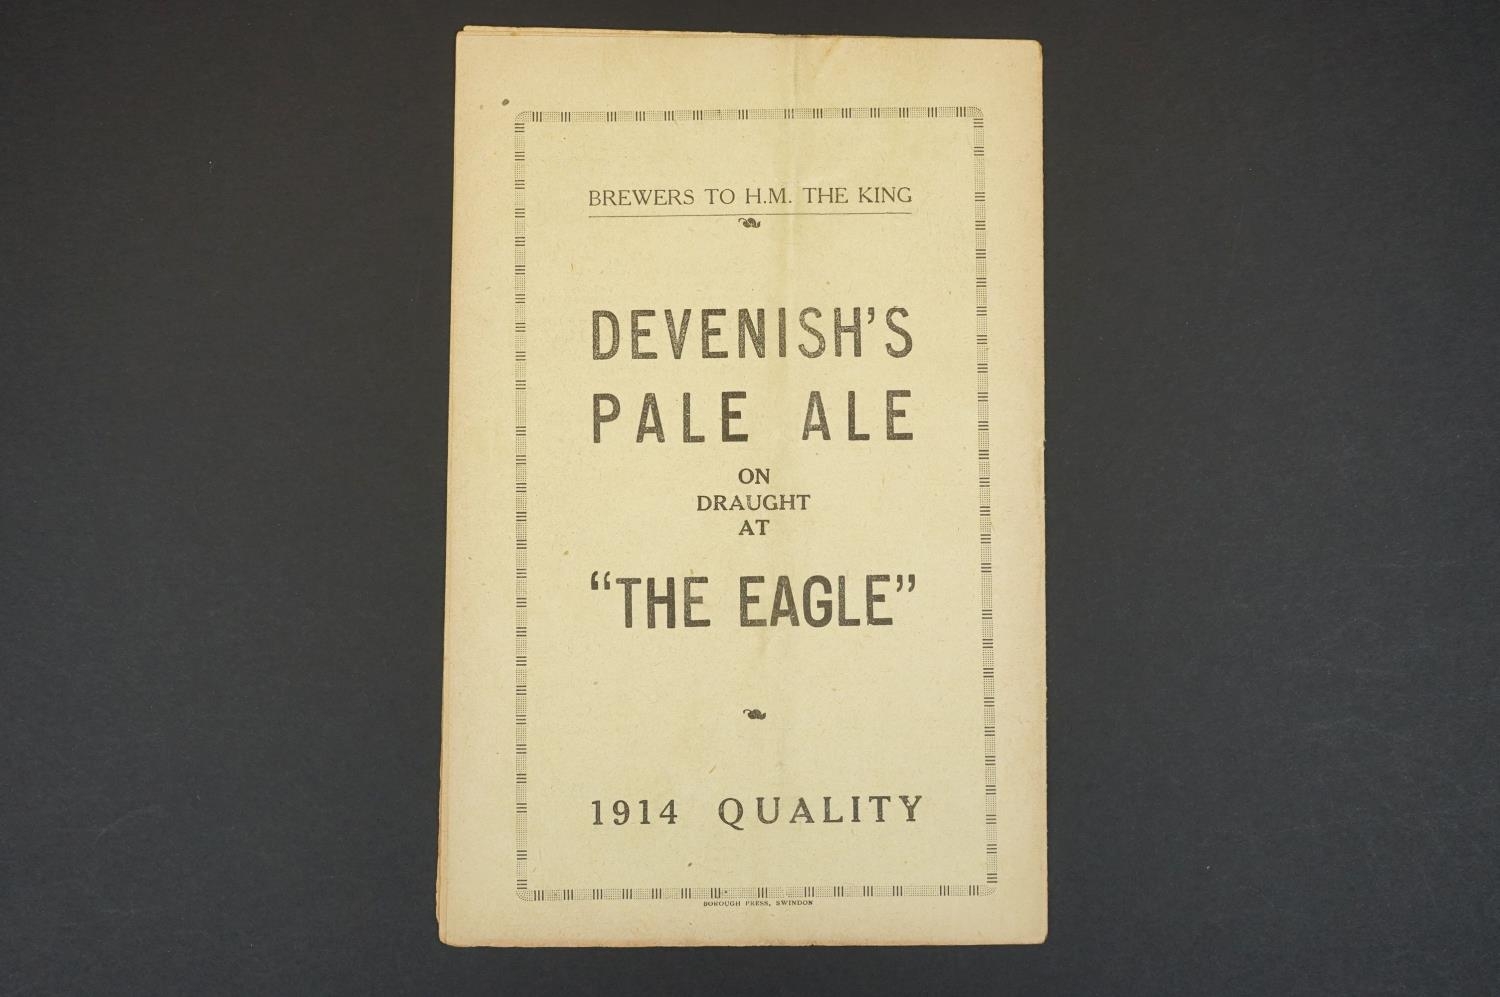 BREWERS TO H.M. THE KING
DEVENISH'S
PALE ALE
ON
DRAUGHT
AT
"THE EAGLE"
1914 QUALITY
BOROUGH PRESS, SWINDON